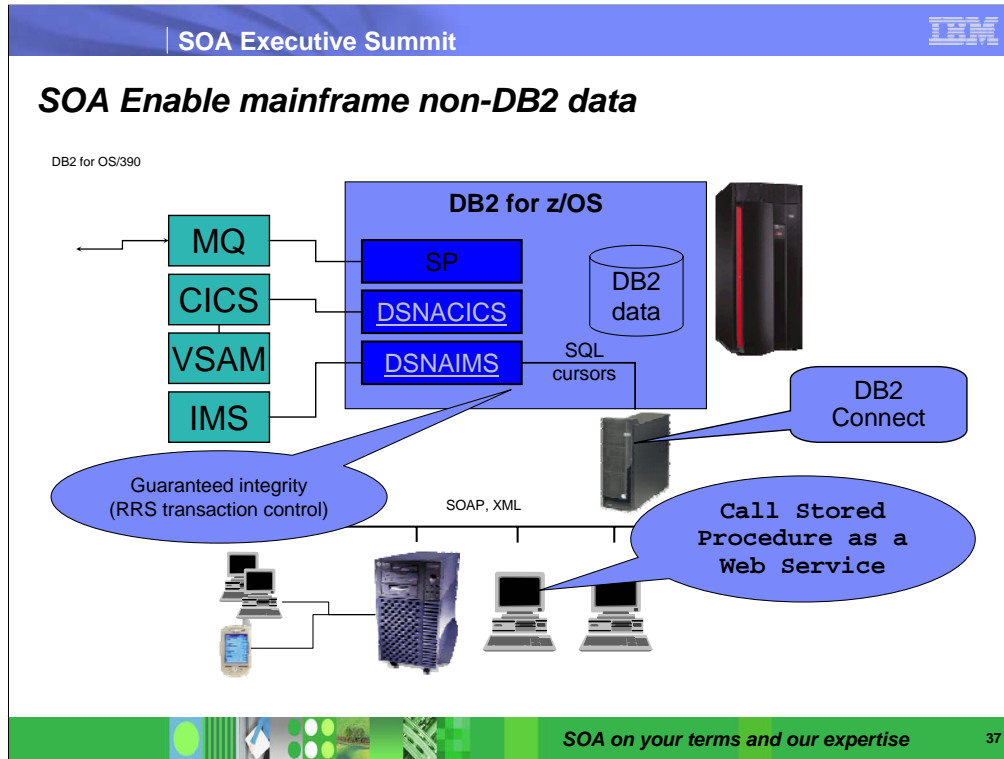 SOA Executive Summit
IBM
SOA Enable mainframe non-DB2 data
DB2 for OS/390
DB2 for z/OS
MQ
SP
CICS
DSNACICS
DB2
data
VSAM
DSNAIMS
SQL
cursors
IMS
DB2
Connect
Guaranteed integrity
(RRS transaction control)
SOAP, XML
Call Stored
Procedure as a
Web Service
SOA on your terms and our expertise
37